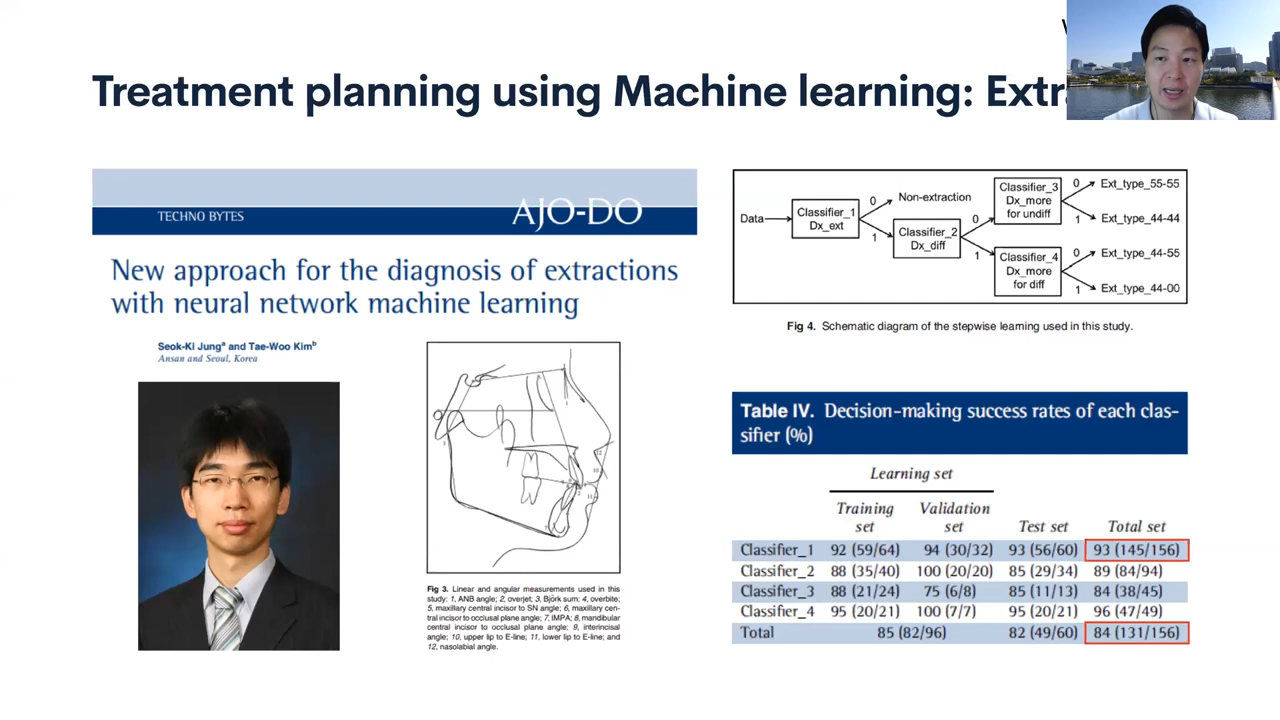 Treatment planning using Machine learning: Extr
TECHNO BYTES
AJO-DO
New approach for the diagnosis of extractions
with neural network machine learning
Seok-Ki Jungᵃ and Tae-Woo Kimᵇ
Ansan and Seoul, Korea
Fig 3. Linear and angular measurements used in this
study: 1, ANB angle; 2, overjet; 3, Björk sum; 4, overbite;
5, maxillary central incisor to SN angle; 6, maxillary cen-
tral incisor to occlusal plane angle; 7, IMPA; 8, mandibular
central incisor to occlusal plane angle; 9, interincisal
angle; 10, upper lip to E-line; 11, lower lip to E-line; and
12, nasolabial angle.
Data
Classifier_1
Dx_ext
0
Non-extraction
1
Classifier_2
Dx_diff
0
1
Classifier_3
Dx_more
for undiff
0
Ext_type_55-55
1
Ext_type_44-44
Classifier_4
Dx_more
for diff
0
Ext_type_44-55
1
Ext_type_44-00
Fig 4. Schematic diagram of the stepwise learning used in this study.
Table IV. Decision-making success rates of each clas-
sifier (%)
Learning set
Training set Validation set Test set Total set
Classifier_1 92 (59/64) 94 (30/32) 93 (56/60) 93 (145/156)
Classifier_2 88 (35/40) 100 (20/20) 85 (29/34) 89 (84/94)
Classifier_3 88 (21/24) 75 (6/8) 85 (11/13) 84 (38/45)
Classifier_4 95 (20/21) 100 (7/7) 95 (20/21) 96 (47/49)
Total 85 (82/96) 82 (49/60) 84 (131/156)